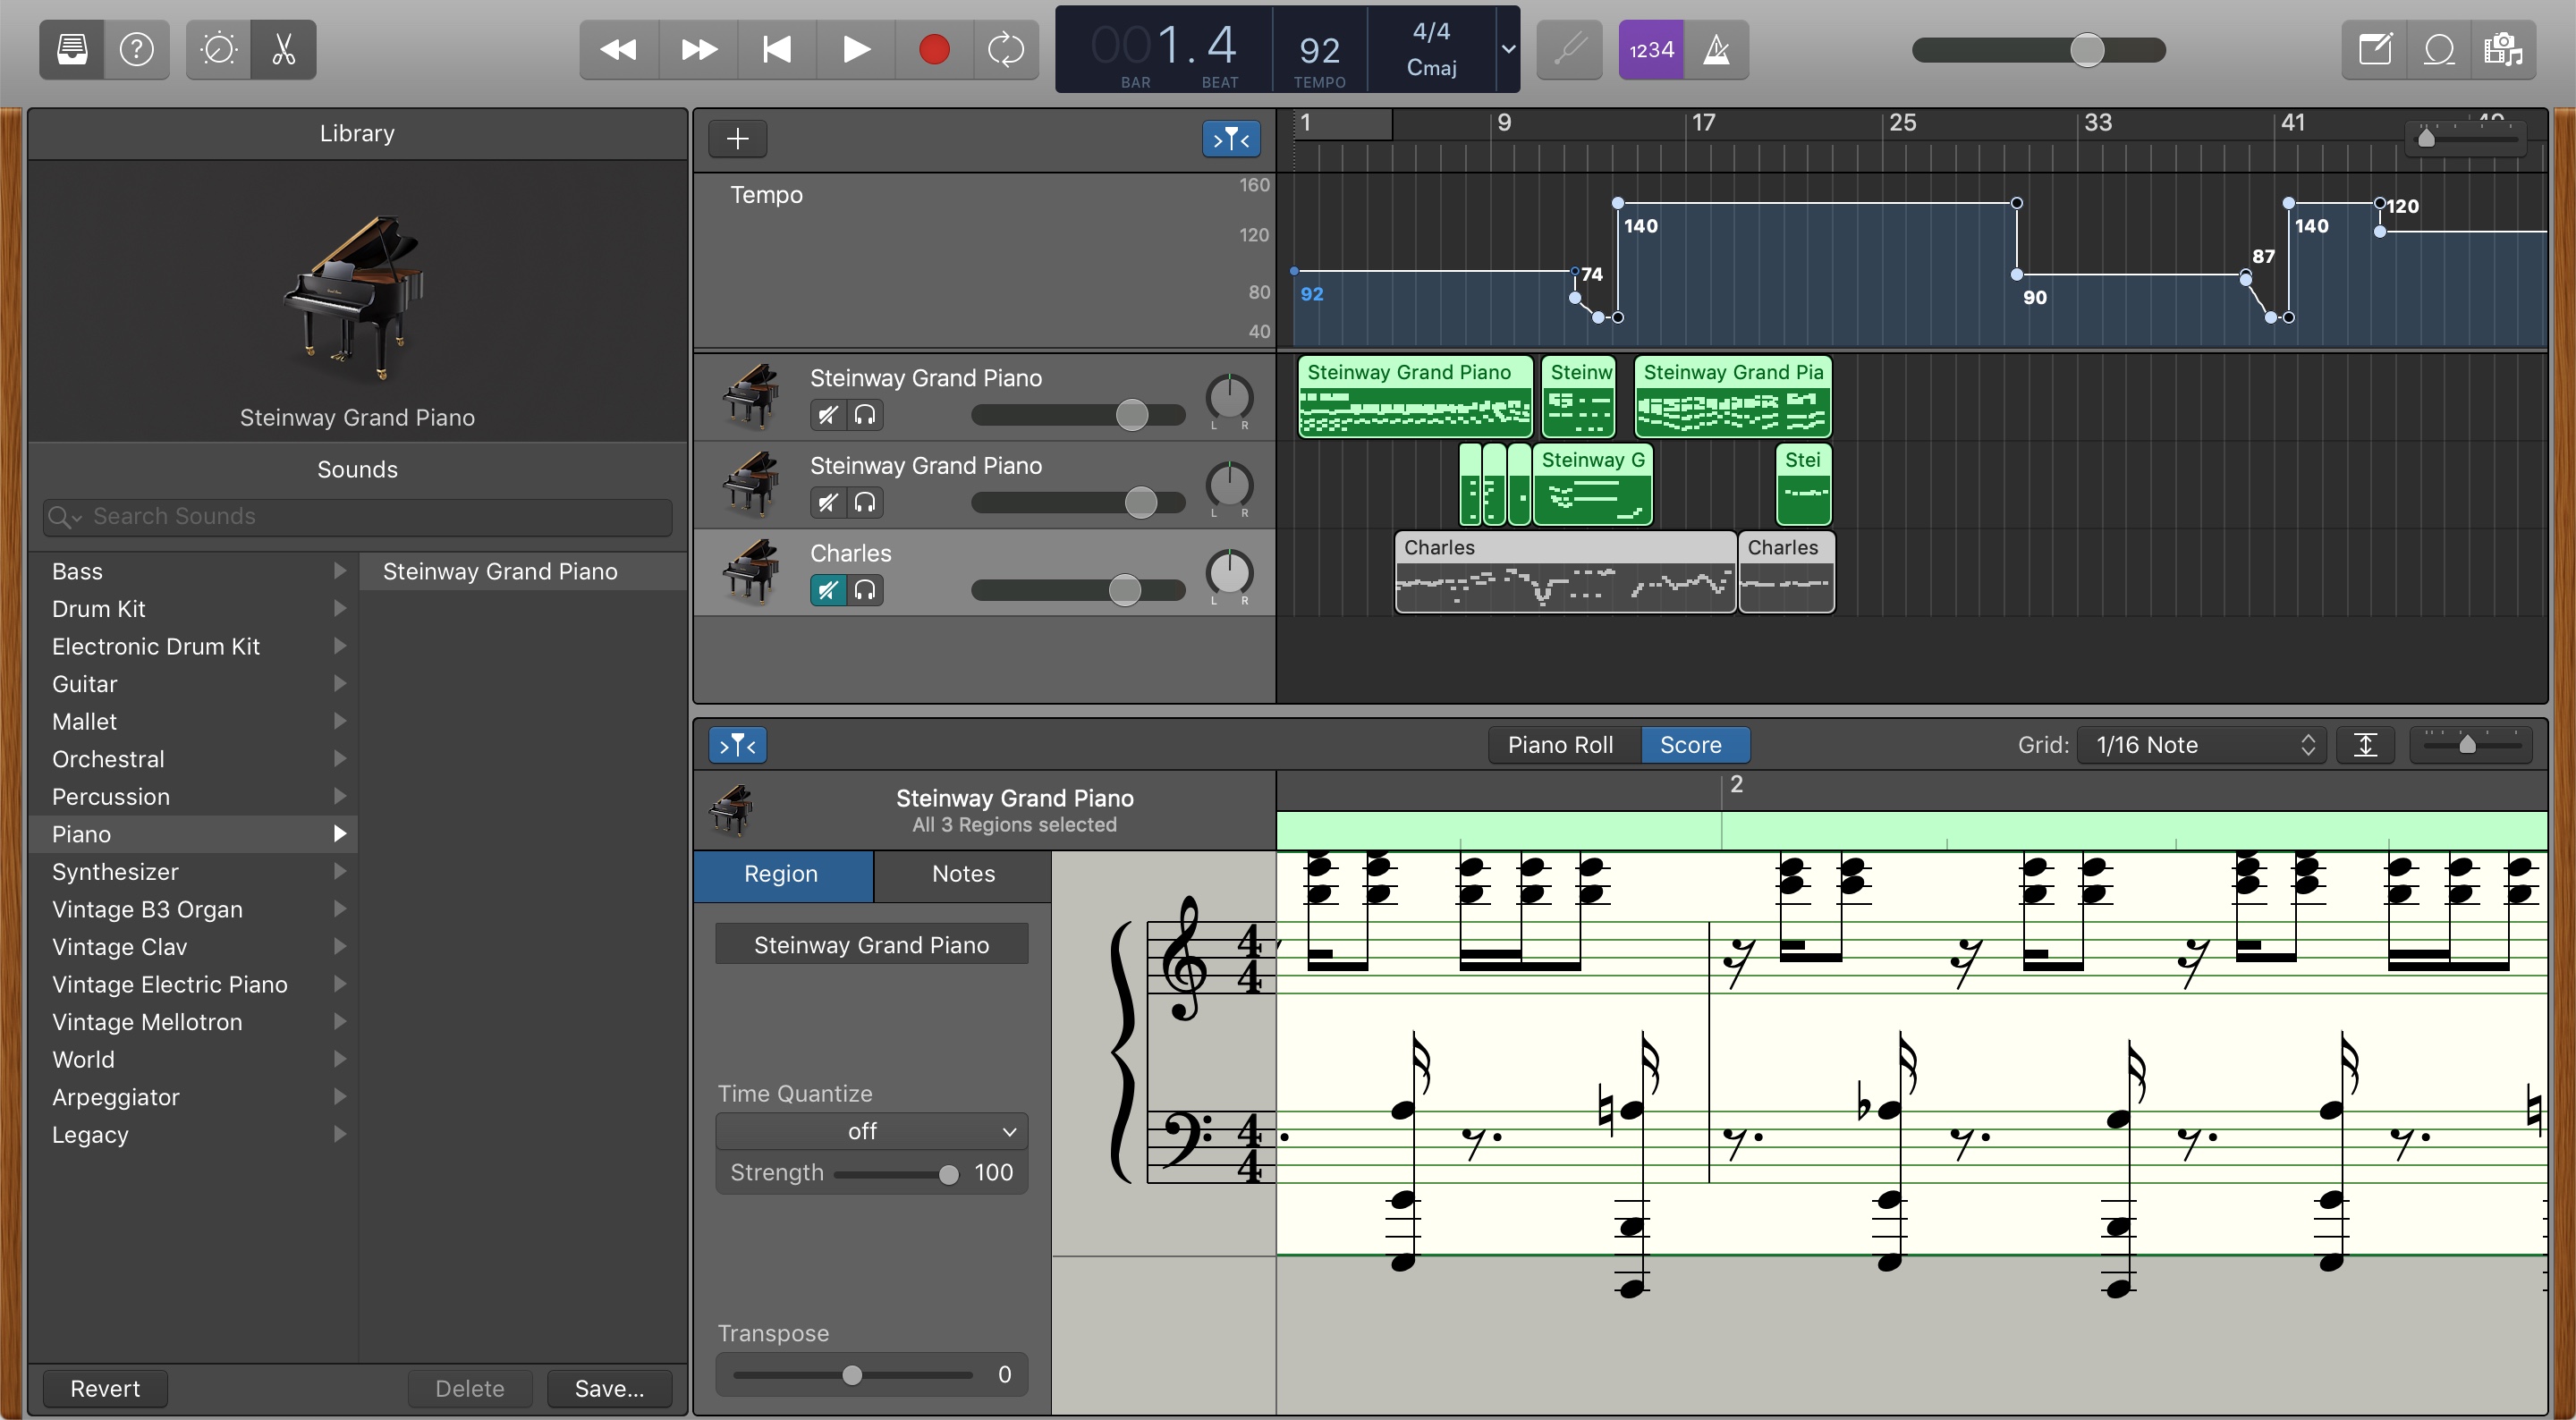 001.4
BAR
BEAT
92
TEMPO
4/4
Cmaj
1234
Library
Steinway Grand Piano
Sounds
Search Sounds
Bass
Drum Kit
Electronic Drum Kit
Guitar
Mallet
Orchestral
Percussion
Piano
Synthesizer
Vintage B3 Organ
Vintage Clav
Vintage Electric Piano
Vintage Mellotron
World
Arpeggiator
Legacy
Steinway Grand Piano
Revert
Delete
Save...
1
9
17
25
33
41
Tempo
160
120
80
40
92
74
140
90
87
140
120
Steinway Grand Piano
L R
Steinway Grand Piano
Steinw
Steinway Grand Pia
Steinway Grand Piano
L R
Steinway G
Stei
Charles
L R
Charles
Charles
Piano Roll
Score
Grid:
1/16 Note
Steinway Grand Piano
All 3 Regions selected
2
Region
Notes
Steinway Grand Piano
Time Quantize
off
Strength
100
Transpose
0
4
4
4
4